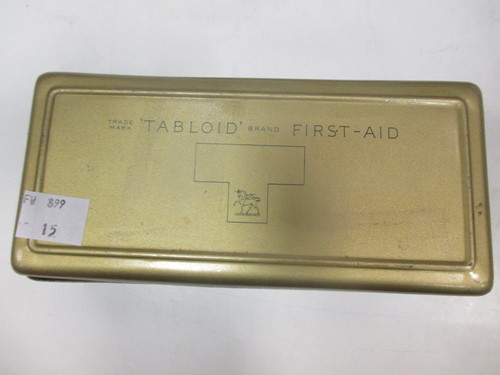 TRADE MARK 'TABLOID' BRAND FIRST-AID
FW 899
- 15